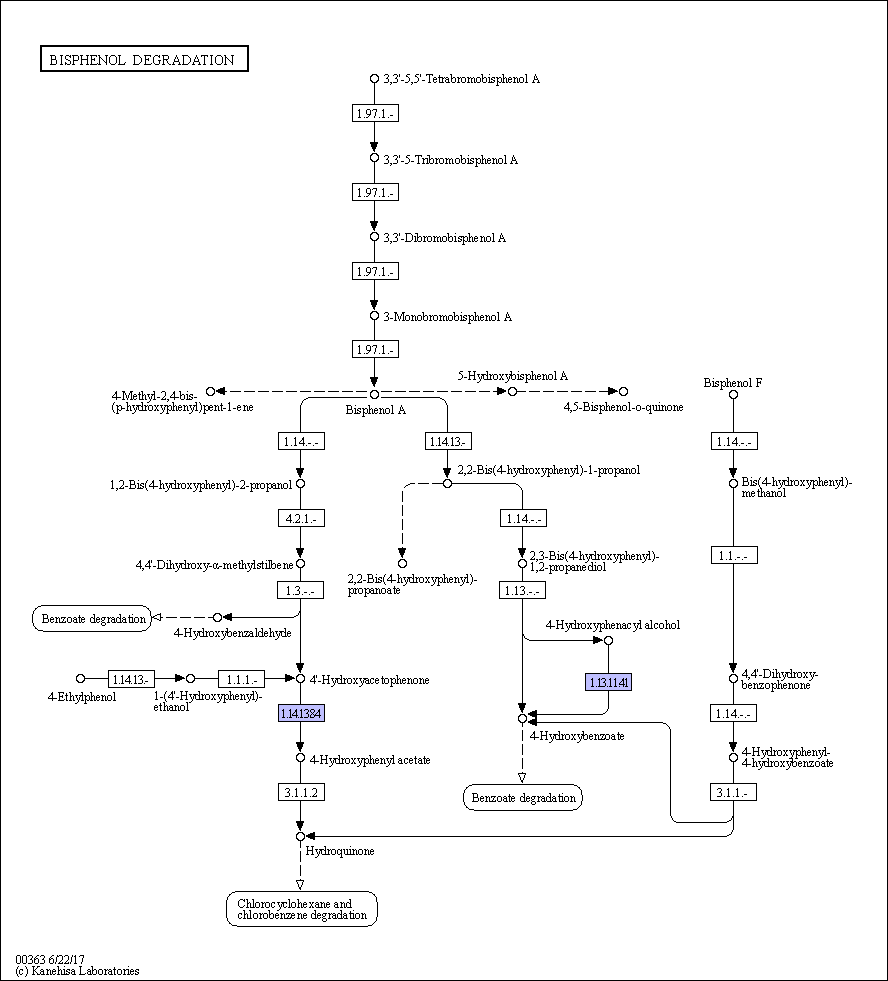 BISPHENOL DEGRADATION
3,3'-5,5'-Tetrabromobisphenol A
1.97.1.-
3,3'-5-Tribromobisphenol A
1.97.1.-
3,3'-Dibromobisphenol A
1.97.1.-
3-Monobromobisphenol A
1.97.1.-
5-Hydroxybisphenol A
Bisphenol F
4-Methyl-2,4-bis-
(p-hydroxyphenyl)pent-1-ene
Bisphenol A
4,5-Bisphenol-o-quinone
1.14.-.-
1.14.13.-
1.14.-.-
2,2-Bis(4-hydroxyphenyl)-1-propanol
1,2-Bis(4-hydroxyphenyl)-2-propanol
Bis(4-hydroxyphenyl)-
methanol
4.2.1.-
1.14.-.-
1.1.-.-
4,4'-Dihydroxy-α-methylstilbene
2,3-Bis(4-hydroxyphenyl)-
1,2-propanediol
2,2-Bis(4-hydroxyphenyl)-
propanoate
1.3.-.-
1.13.-.-
Benzoate degradation
4-Hydroxybenzaldehyde
4-Hydroxyphenacyl alcohol
1.14.13.-
1.1.1.-
4'-Hydroxyacetophenone
1.13.11.41
4,4'-Dihydroxy-
benzophenone
4-Ethylphenol
1-(4'-Hydroxyphenyl)-
ethanol
1.14.13.84
1.14.-.-
4-Hydroxybenzoate
4-Hydroxyphenyl acetate
4-Hydroxyphenyl-
4-hydroxybenzoate
3.1.1.2
Benzoate degradation
3.1.1.-
Hydroquinone
Chlorocyclohexane and
chlorobenzene degradation
00363 6/22/17
(c) Kanehisa Laboratories